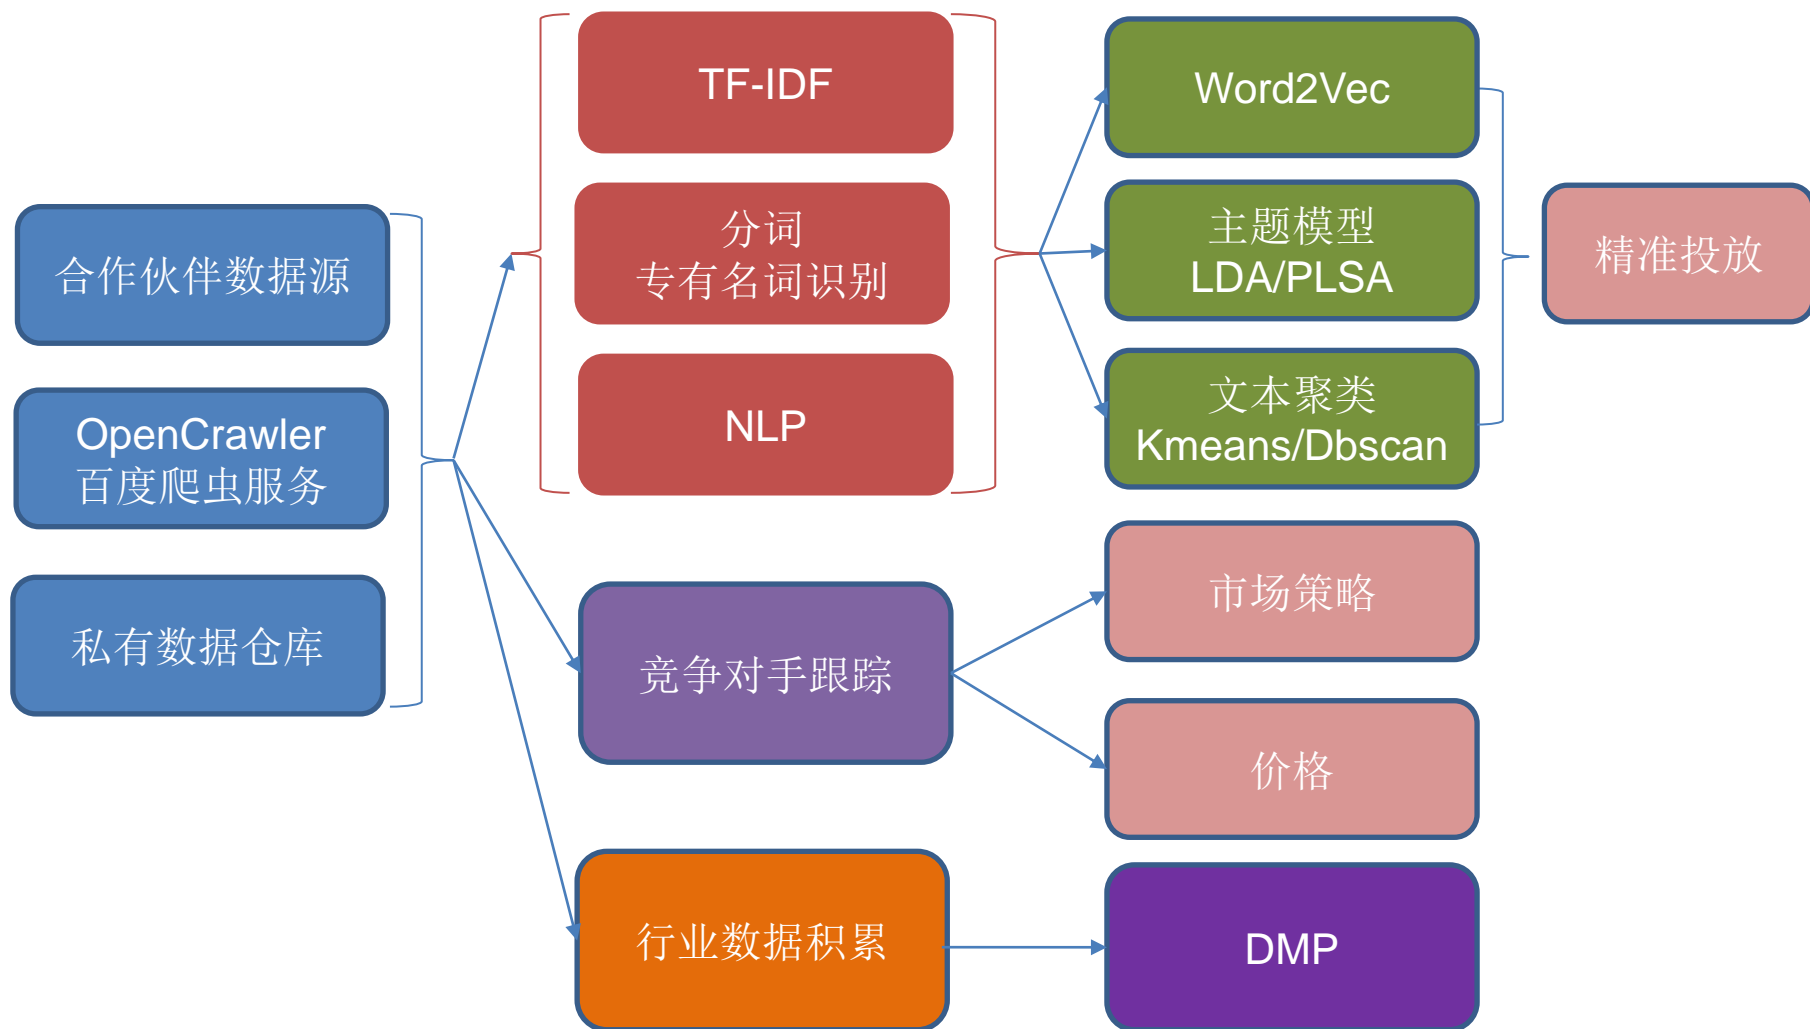 合作伙伴数据源
OpenCrawler
百度爬虫服务
私有数据仓库
TF-IDF
分词
专有名词识别
NLP
竞争对手跟踪
行业数据积累
Word2Vec
主题模型
LDA/PLSA
文本聚类
Kmeans/Dbscan
市场策略
价格
DMP
精准投放